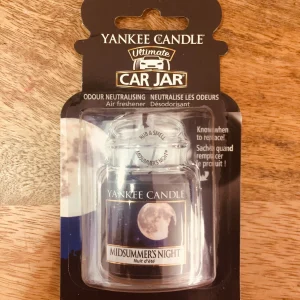 YANKEE CANDLE
Ultimate
CAR JAR
ODOUR NEUTRALISING NEUTRALISE LES ODEURS
Air freshener Désodorisant
Know when
to replace!
Sachez quand
remplacer
le produit !
YANKEE CANDLE
MIDSUMMER'S NIGHT
Nuit d'été